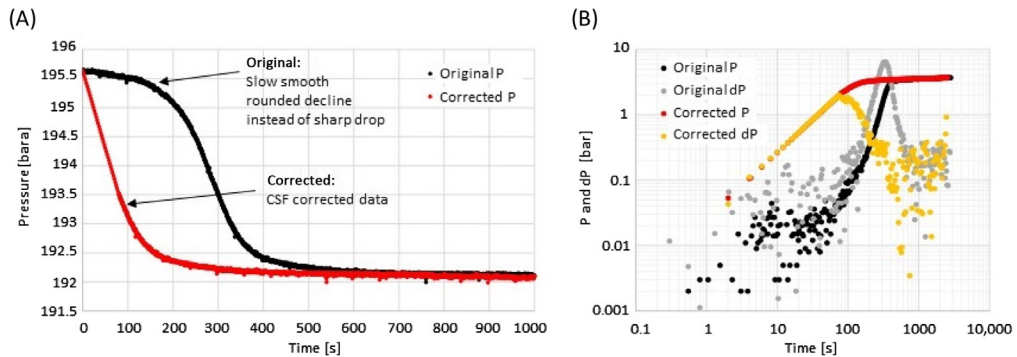 (A)
196
195.5
195
194.5
194
193.5
193
192.5
192
191.5
Pressure [bara]
Original:
Slow smooth
rounded decline
instead of sharp drop
Original P
Corrected P
Corrected:
CSF corrected data
0 100 200 300 400 500 600 700 800 900 1000
Time [s]
(B)
10
1
0.1
0.01
0.001
P and dP [bar]
Original P
Original dP
Corrected P
Corrected dP
0.1 1 10 100 1000 10,000
Time [s]